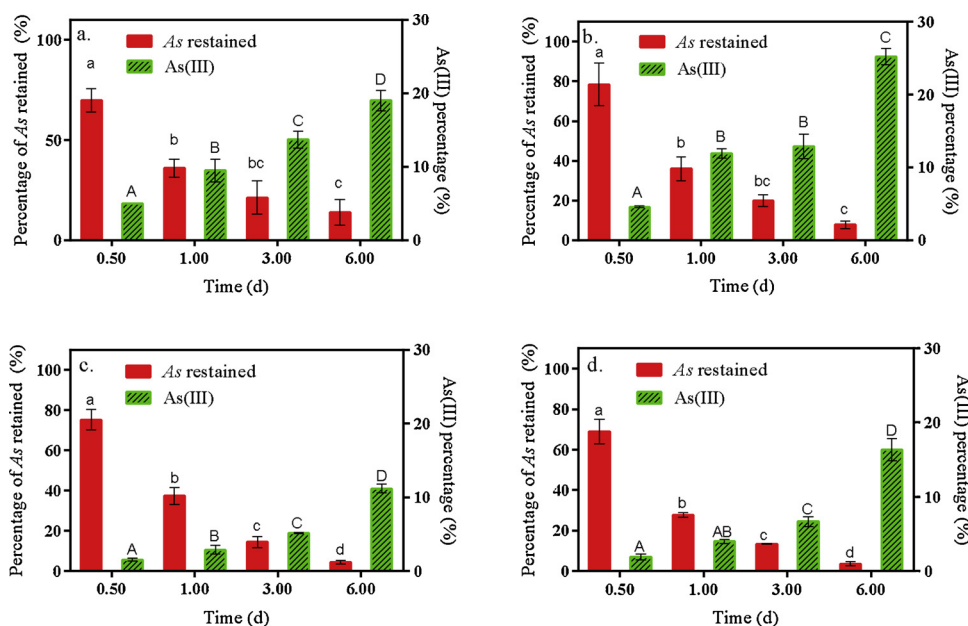 Percentage of As retained (%)
100
50
0
a.
As restained
As(III)
a
A
b
B
bc
C
c
D
30
20
10
0
As(III) percentage (%)
0.50 1.00 3.00 6.00
Time (d)
Percentage of As retained (%)
100
80
60
40
20
0
b.
As restained
As(III)
a
A
b
B
bc
B
c
C
30
20
10
0
As(III) percentage (%)
0.50 1.00 3.00 6.00
Time (d)
Percentage of As retained (%)
100
80
60
40
20
0
c.
As restained
As(III)
a
A
b
B
c
C
d
D
30
20
10
0
As(III) percentage (%)
0.50 1.00 3.00 6.00
Time (d)
Percentage of As retained (%)
100
80
60
40
20
0
d.
As restained
As(III)
a
A
b
AB
c
C
d
D
30
20
10
0
As(III) percentage (%)
0.50 1.00 3.00 6.00
Time (d)